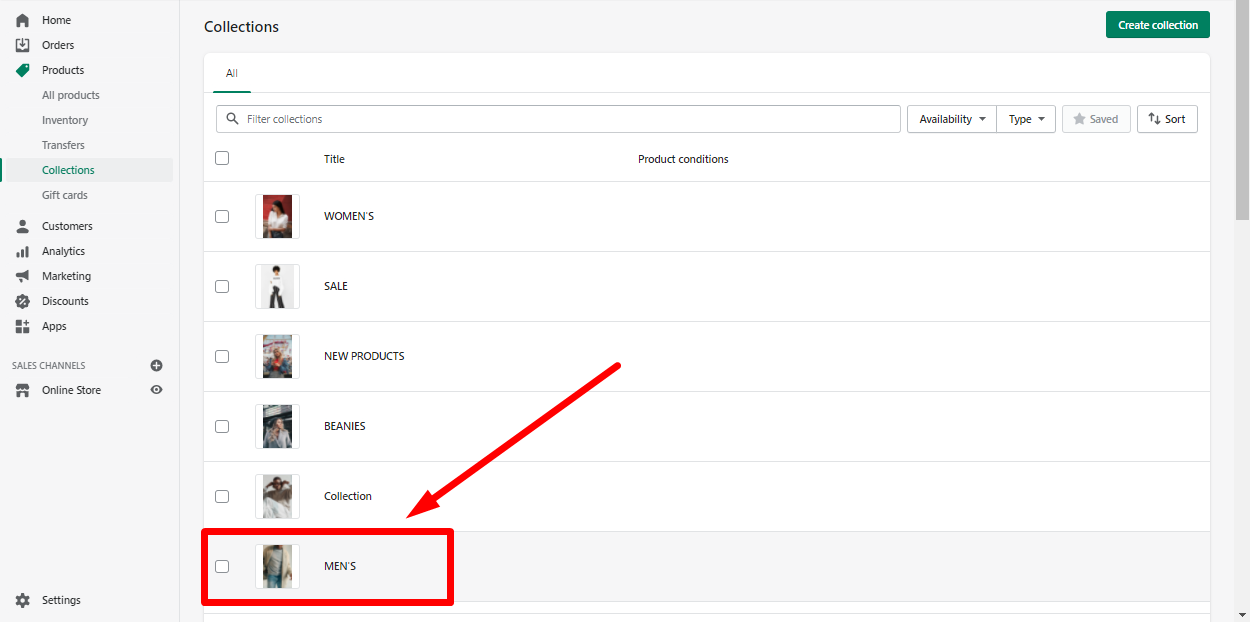 Home
Orders
Products
All products
Inventory
Transfers
Collections
Gift cards
Customers
Analytics
Marketing
Discounts
Apps
SALES CHANNELS
Online Store
Settings
Collections
Create collection
All
Filter collections
Availability
Type
Saved
Sort
Title Product conditions
WOMEN'S
SALE
NEW PRODUCTS
BEANIES
Collection
MEN'S